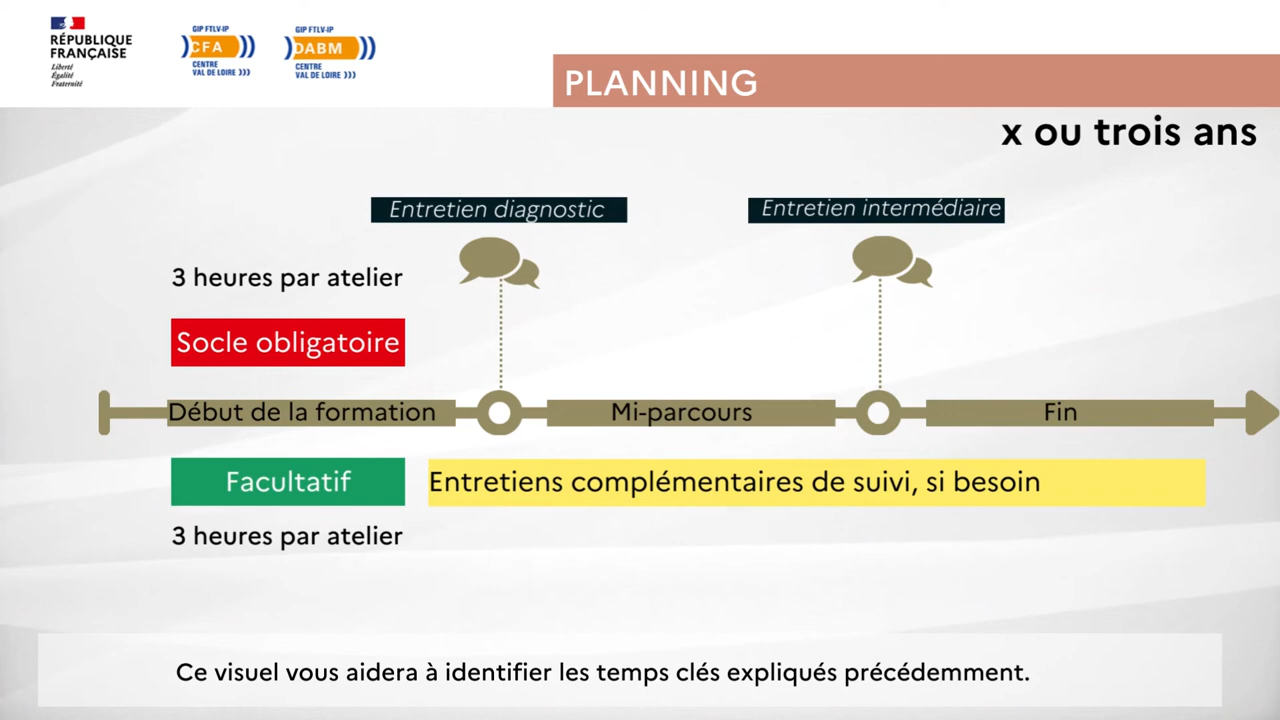 RÉPUBLIQUE
FRANÇAISE
Liberté
Égalité
Fraternité
GIP FTLV-IP
CFA
CENTRE
VAL DE LOIRE
GIP FTLV-IP
DABM
CENTRE
VAL DE LOIRE
PLANNING
x ou trois ans
Entretien diagnostic
Entretien intermédiaire
3 heures par atelier
Socle obligatoire
Début de la formation
Mi-parcours
Fin
Facultatif
Entretiens complémentaires de suivi, si besoin
3 heures par atelier
Ce visuel vous aidera à identifier les temps clés expliqués précédemment.